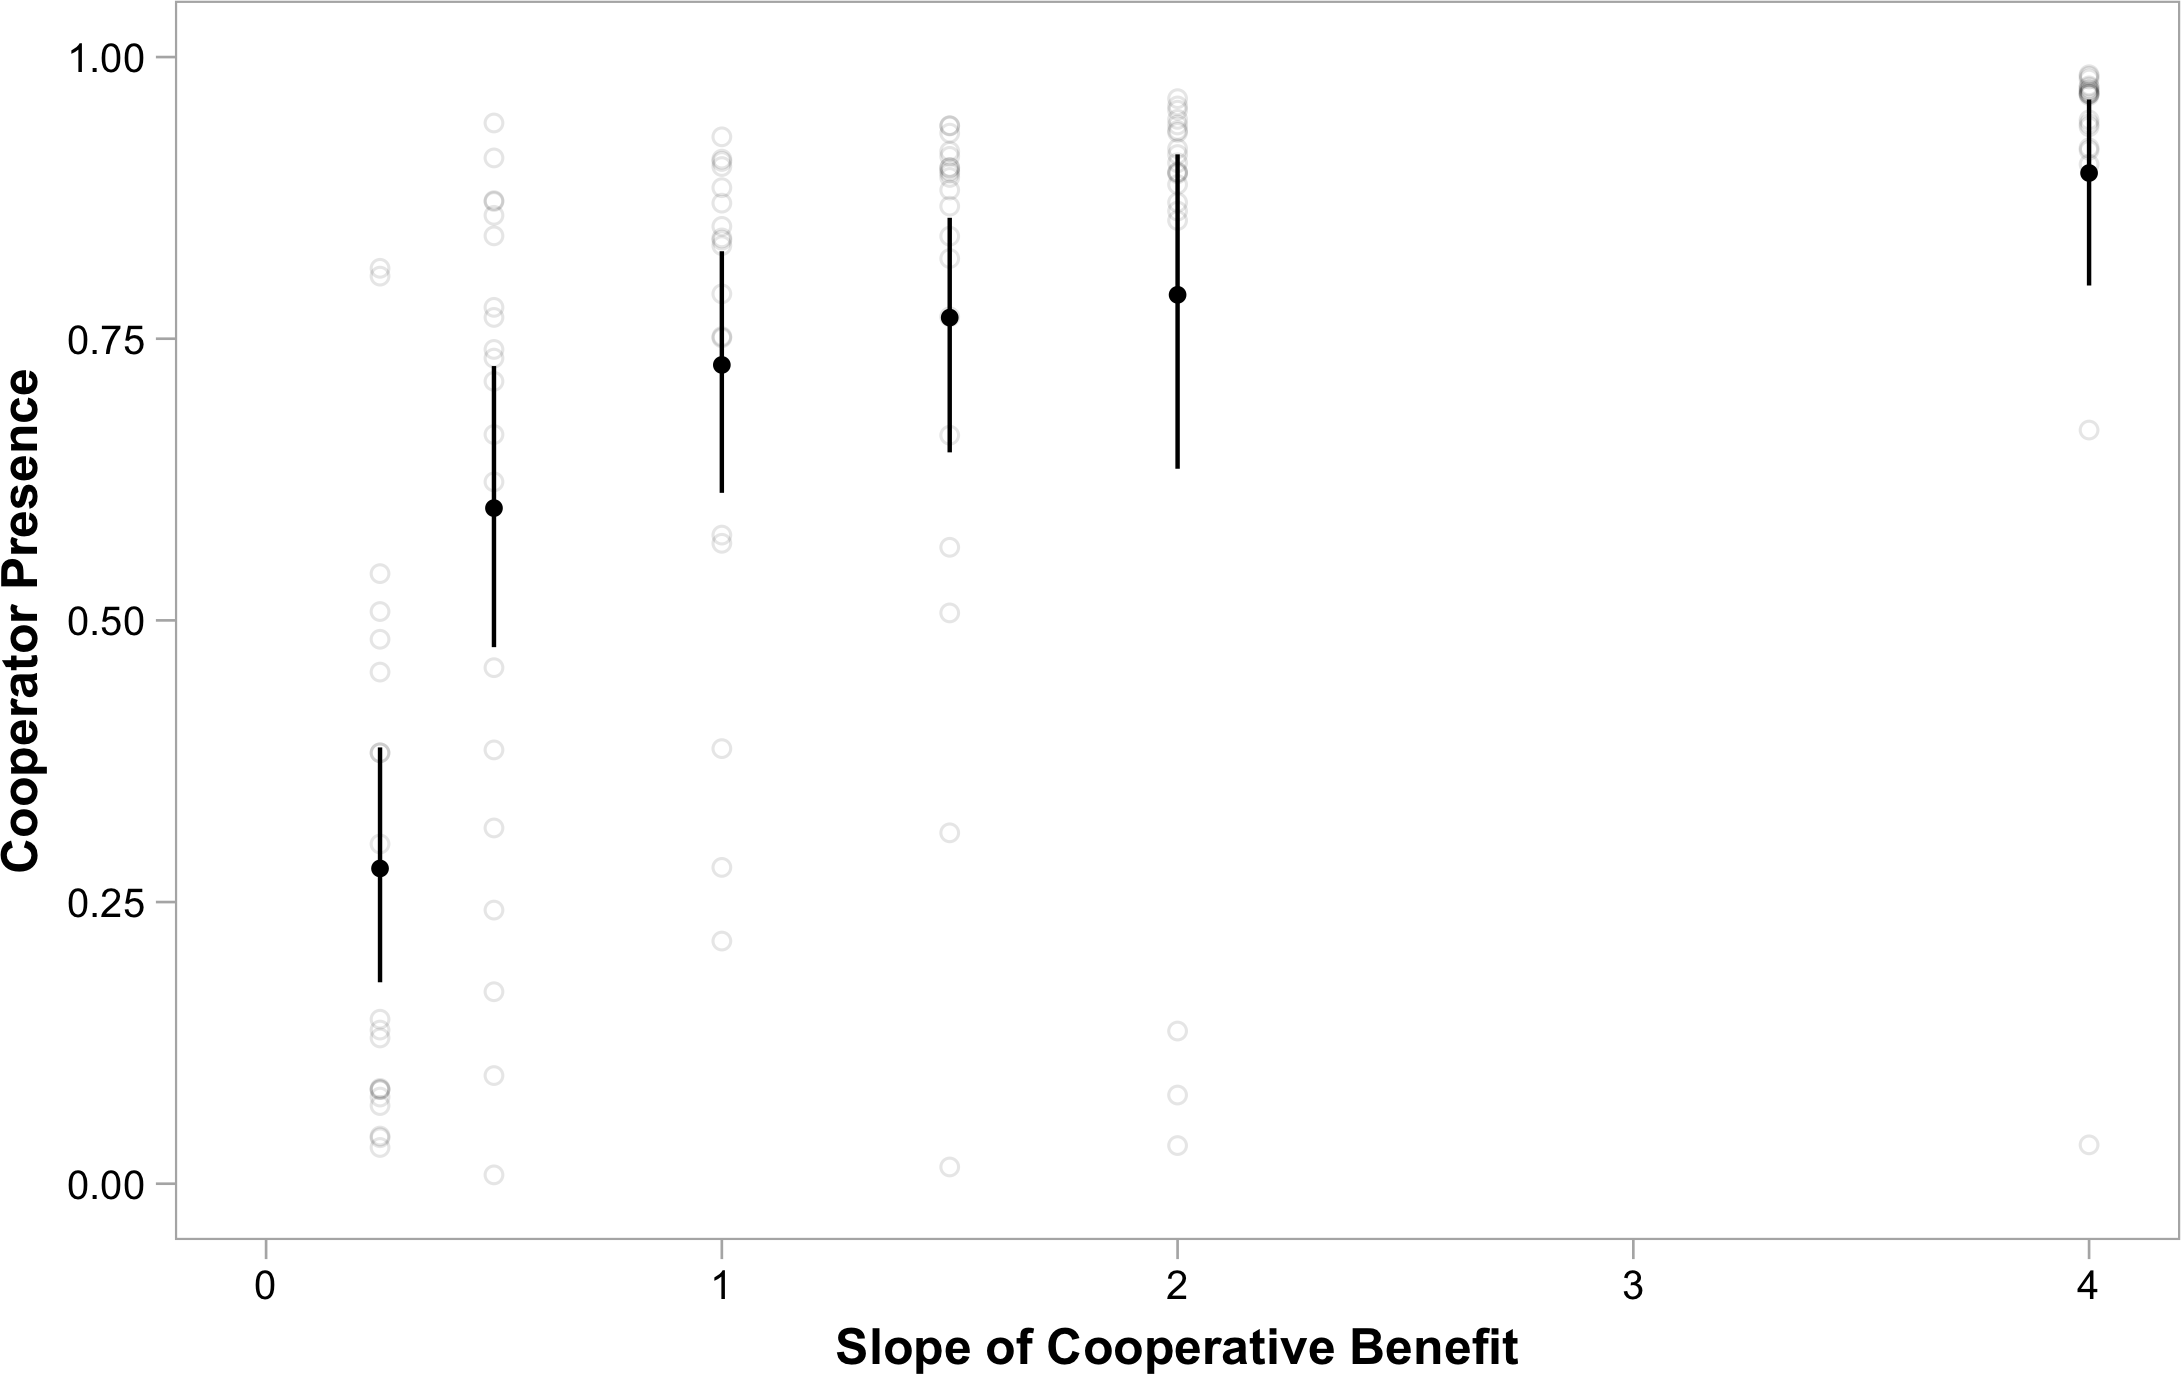 Cooperator Presence
1.00
0.75
0.50
0.25
0.00
0 1 2 3 4
Slope of Cooperative Benefit